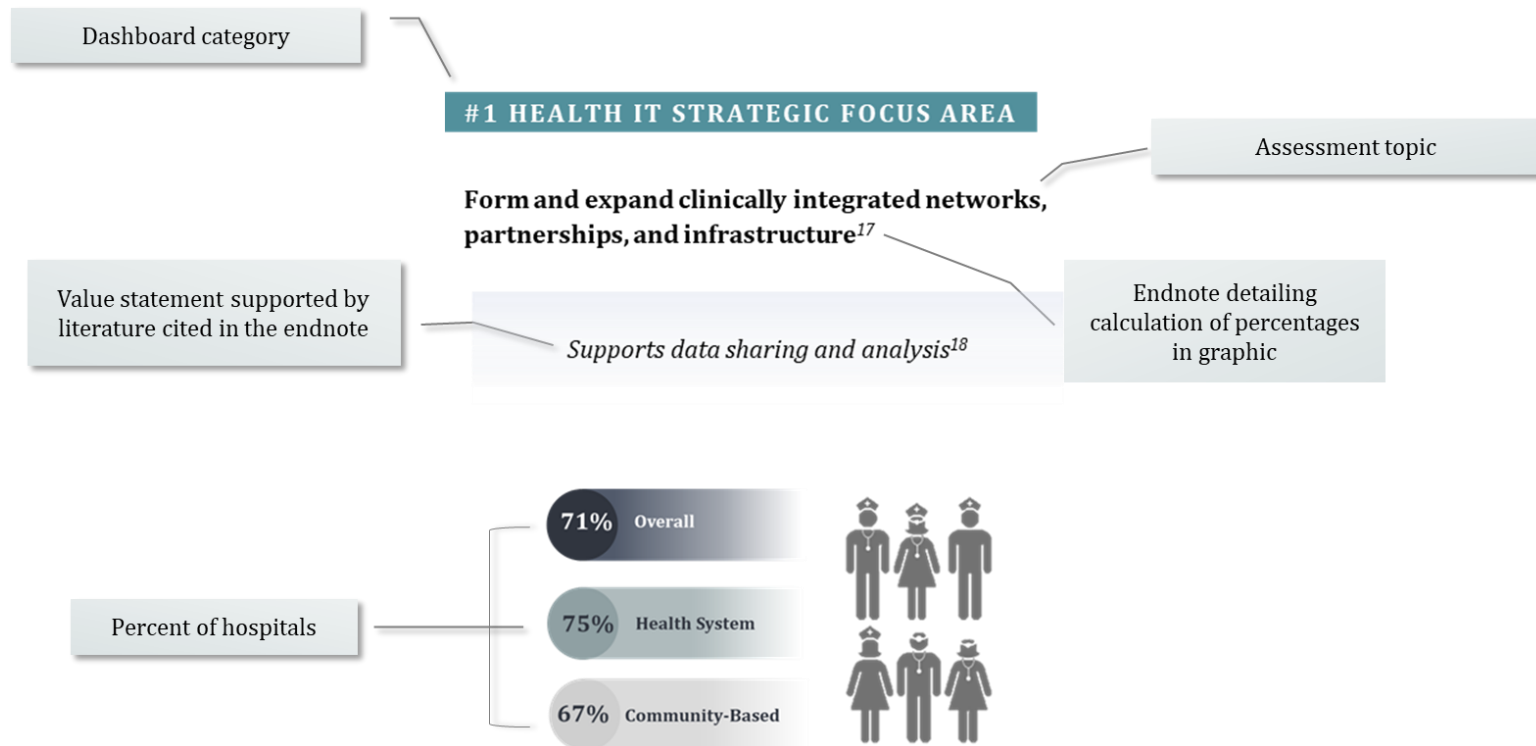 Dashboard category
#1 HEALTH IT STRATEGIC FOCUS AREA
Assessment topic
Form and expand clinically integrated networks,
partnerships, and infrastructure17
Value statement supported by
literature cited in the endnote
Endnote detailing
calculation of percentages
in graphic
Supports data sharing and analysis18
71% Overall
Percent of hospitals
75% Health System
67% Community-Based